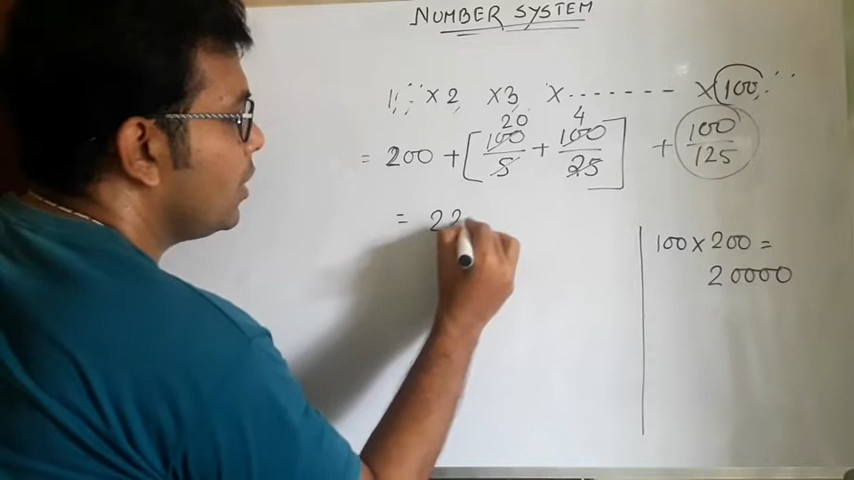 NUMBER SYSTEM
1 × 2 × 3 × - - - - - - - × 100
20 4
= 200 + [ 100/5 + 100/25 ] + 100/125
= 22
100 × 200 =
20000